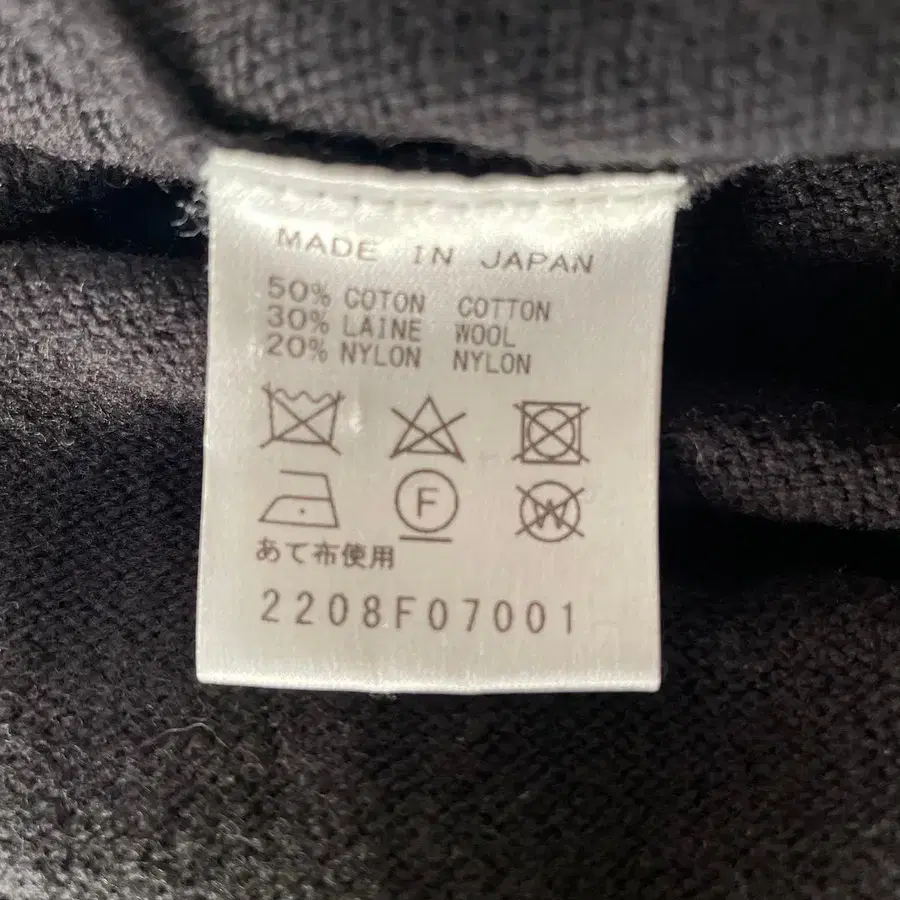 MADE IN JAPAN
50% COTON COTTON
30% LAINE WOOL
20% NYLON NYLON
F W
あて布使用
2208F07001